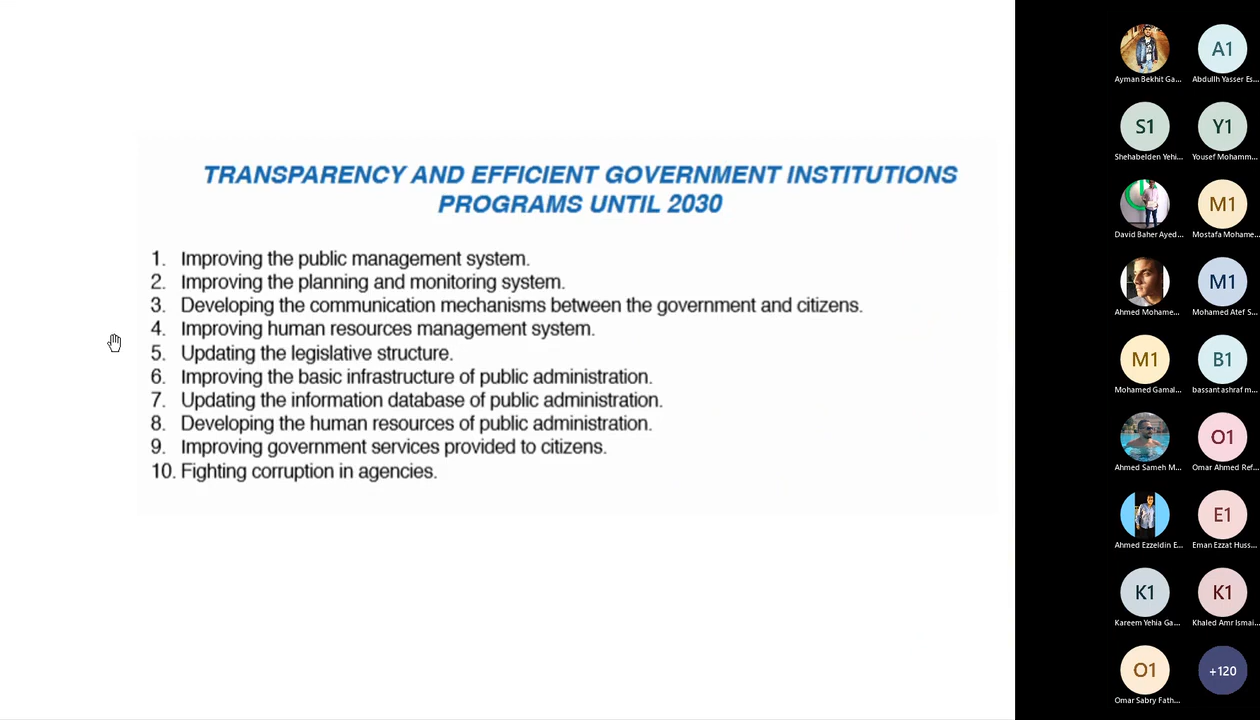 TRANSPARENCY AND EFFICIENT GOVERNMENT INSTITUTIONS
PROGRAMS UNTIL 2030
1. Improving the public management system.
2. Improving the planning and monitoring system.
3. Developing the communication mechanisms between the government and citizens.
4. Improving human resources management system.
5. Updating the legislative structure.
6. Improving the basic infrastructure of public administration.
7. Updating the information database of public administration.
8. Developing the human resources of public administration.
9. Improving government services provided to citizens.
10. Fighting corruption in agencies.
Ayman Bekhit Ga...
A1
Abdullh Yasser Es...
S1
Shehabelden Yehi...
Y1
Yousef Mohamm...
David Baher Ayed...
M1
Mostafa Mohame...
Ahmed Mohame...
M1
Mohamed Atef S...
M1
Mohamed Gamal...
B1
bassant ashraf m...
Ahmed Sameh M...
O1
Omar Ahmed Ref...
Ahmed Ezzeldin E...
E1
Eman Ezzat Huss...
K1
Kareem Yehia Ga...
K1
Khaled Amr Ismai...
O1
Omar Sabry Fath...
+120